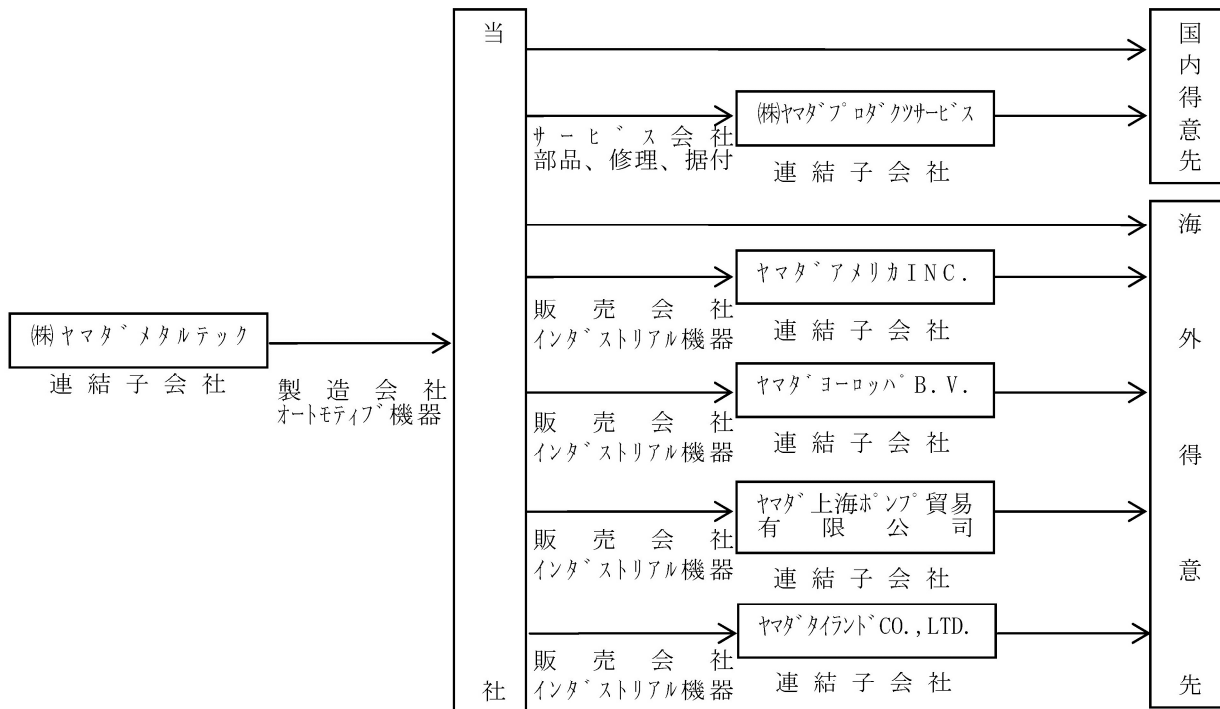 当社
国内得意先
㈱ヤマダプロダクツサービス
サービス会社
部品、修理、据付
連結子会社
海外得意先
ヤマダアメリカINC.
販売会社
インダストリアル機器
連結子会社
㈱ヤマダメタルテック
連結子会社
製造会社
オートモティブ機器
ヤマダヨーロッパB.V.
販売会社
インダストリアル機器
連結子会社
ヤマダ上海ポンプ貿易
有限公司
販売会社
インダストリアル機器
連結子会社
ヤマダタイランドCO.,LTD.
販売会社
インダストリアル機器
連結子会社